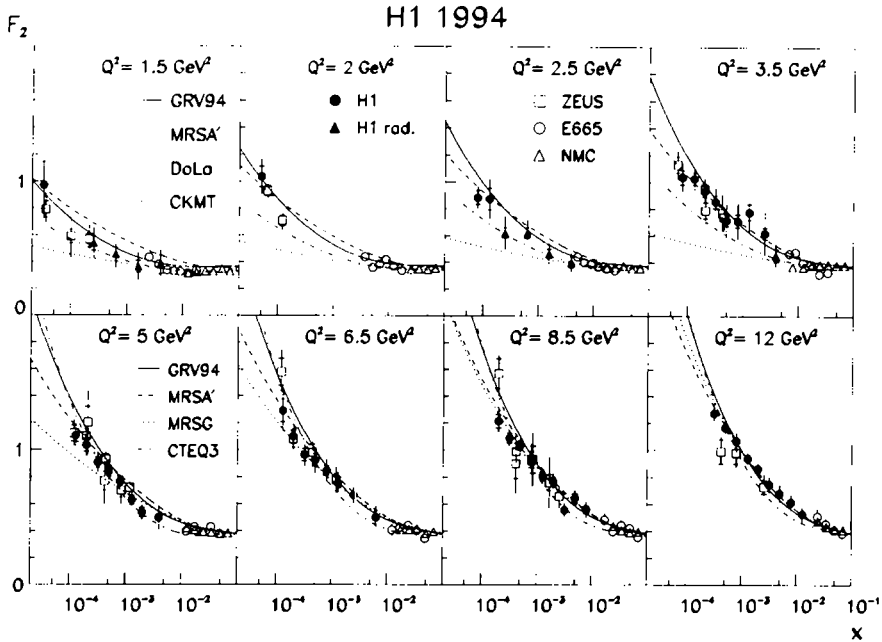 H1 1994
F₂
2
Q²= 1.5 GeV²
Q²= 2 GeV²
Q²= 2.5 GeV²
Q²= 3.5 GeV²
GRV94
MRSA′
DoLa
CKMT
H1
H1 rad.
ZEUS
E665
NMC
1
0
Q²= 5 GeV²
Q²= 6.5 GeV²
Q²= 8.5 GeV²
Q²= 12 GeV²
GRV94
MRSA′
MRSG
CTEQ3
1
0
10⁻⁴ 10⁻³ 10⁻² 10⁻⁴ 10⁻³ 10⁻² 10⁻⁴ 10⁻³ 10⁻² 10⁻⁴ 10⁻³ 10⁻² 10⁻¹
x